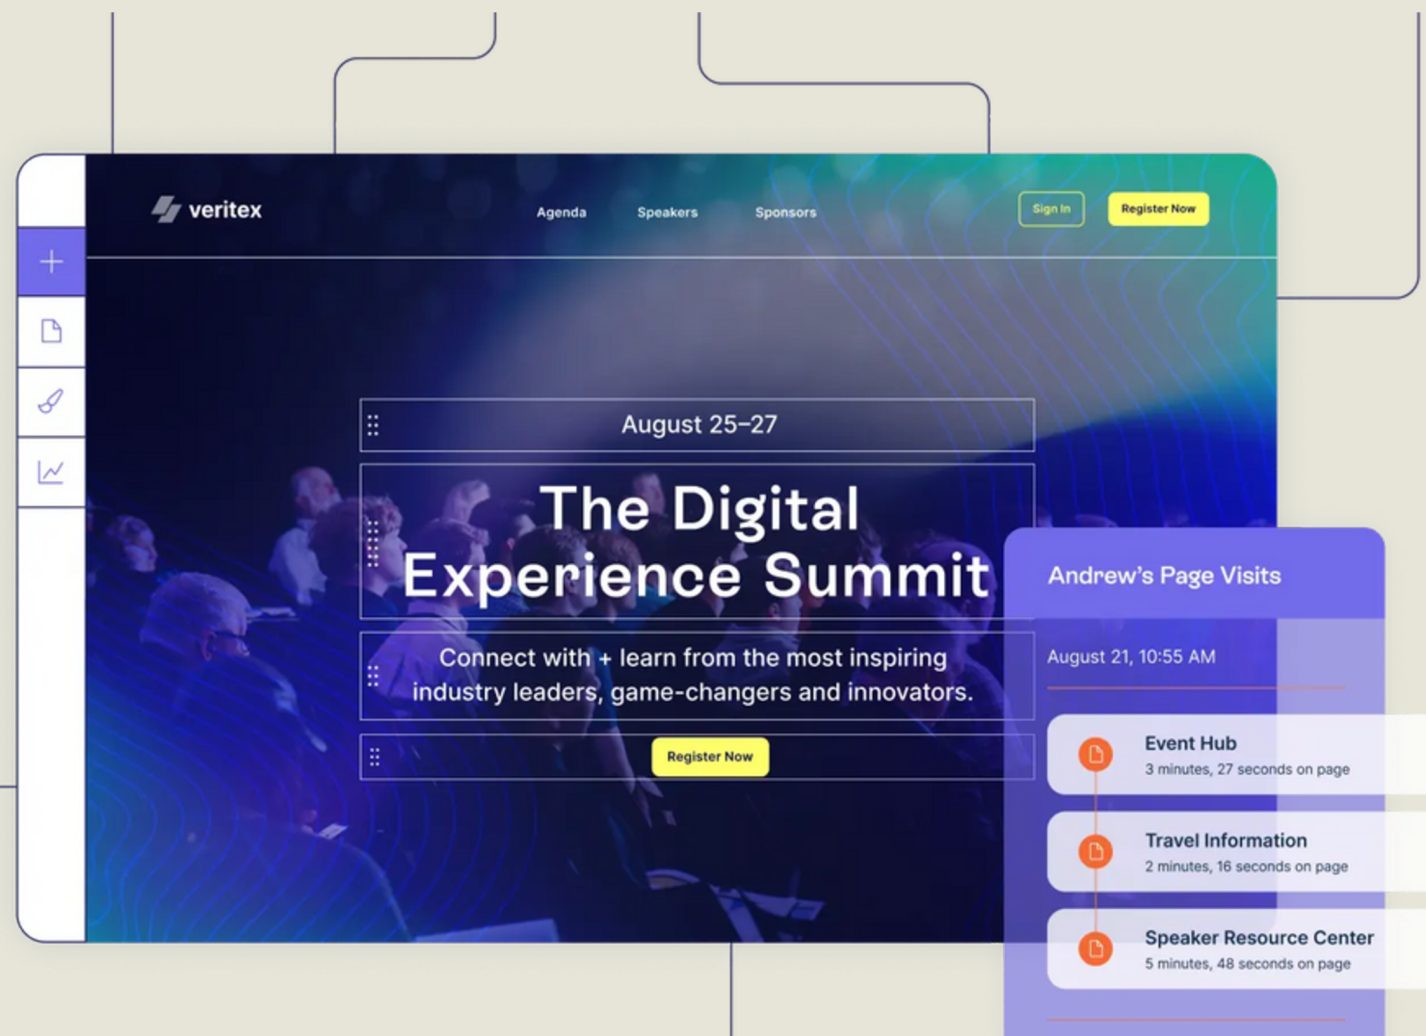 veritex
Agenda
Speakers
Sponsors
Sign In
Register Now
August 25–27
The Digital
Experience Summit
Connect with + learn from the most inspiring
industry leaders, game-changers and innovators.
Register Now
Andrew’s Page Visits
August 21, 10:55 AM
Event Hub
3 minutes, 27 seconds on page
Travel Information
2 minutes, 16 seconds on page
Speaker Resource Center
5 minutes, 48 seconds on page